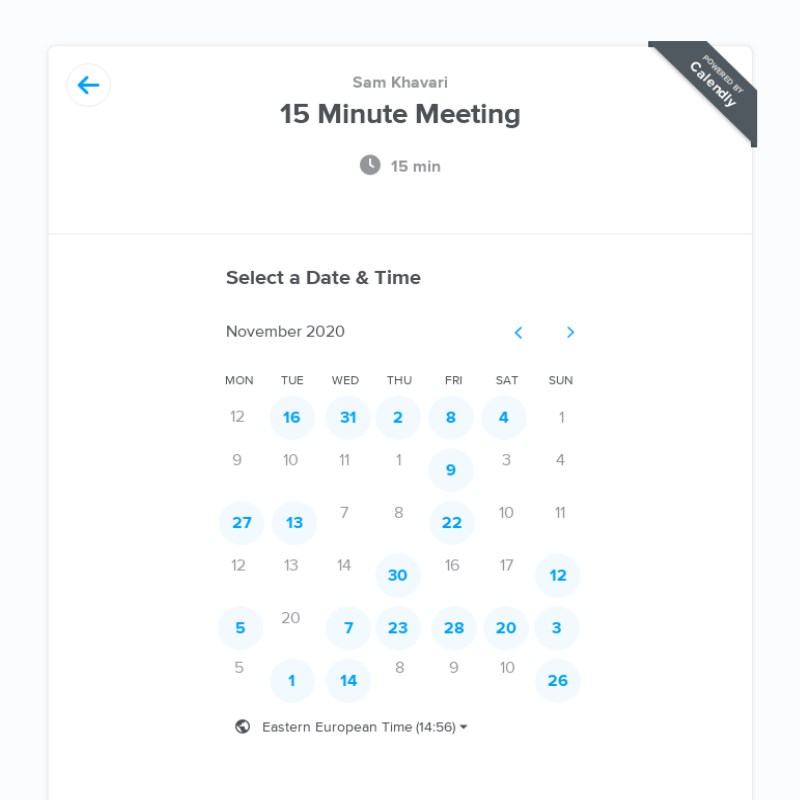 POWERED BY
Calendly
Sam Khavari
15 Minute Meeting
15 min
Select a Date & Time
November 2020
MON TUE WED THU FRI SAT SUN
12 16 31 2 8 4 1
9 10 11 1 9 3 4
27 13 7 8 22 10 11
12 13 14 30 16 17 12
5 20 7 23 28 20 3
5 1 14 8 9 10 26
Eastern European Time (14:56)